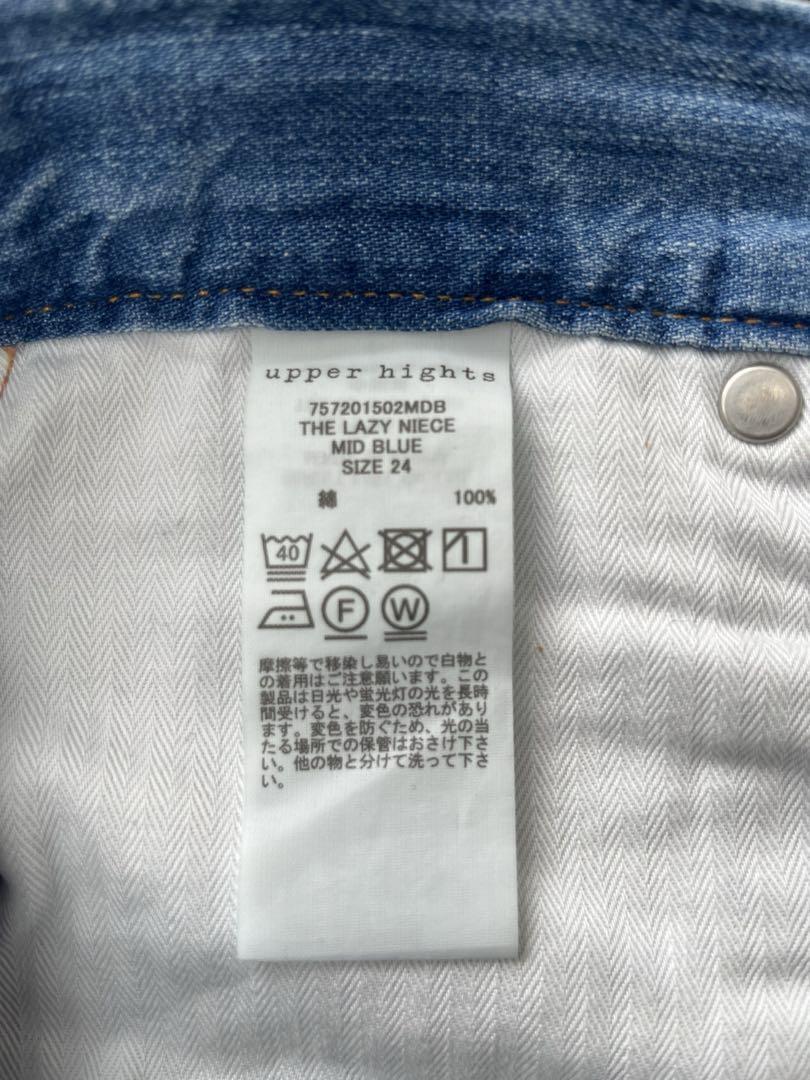 upper hights
757201502MDB
THE LAZY NIECE
MID BLUE
SIZE 24
綿 100%
40
F W
摩擦等で移染し易いので白物と
の着用はご注意願います。この
製品は日光や蛍光灯の光を長時
間受けると、変色の恐れがあり
ます。変色を防ぐため、光の当
たる場所での保管はおさけ下さ
い。他の物と分けて洗って下さ
い。